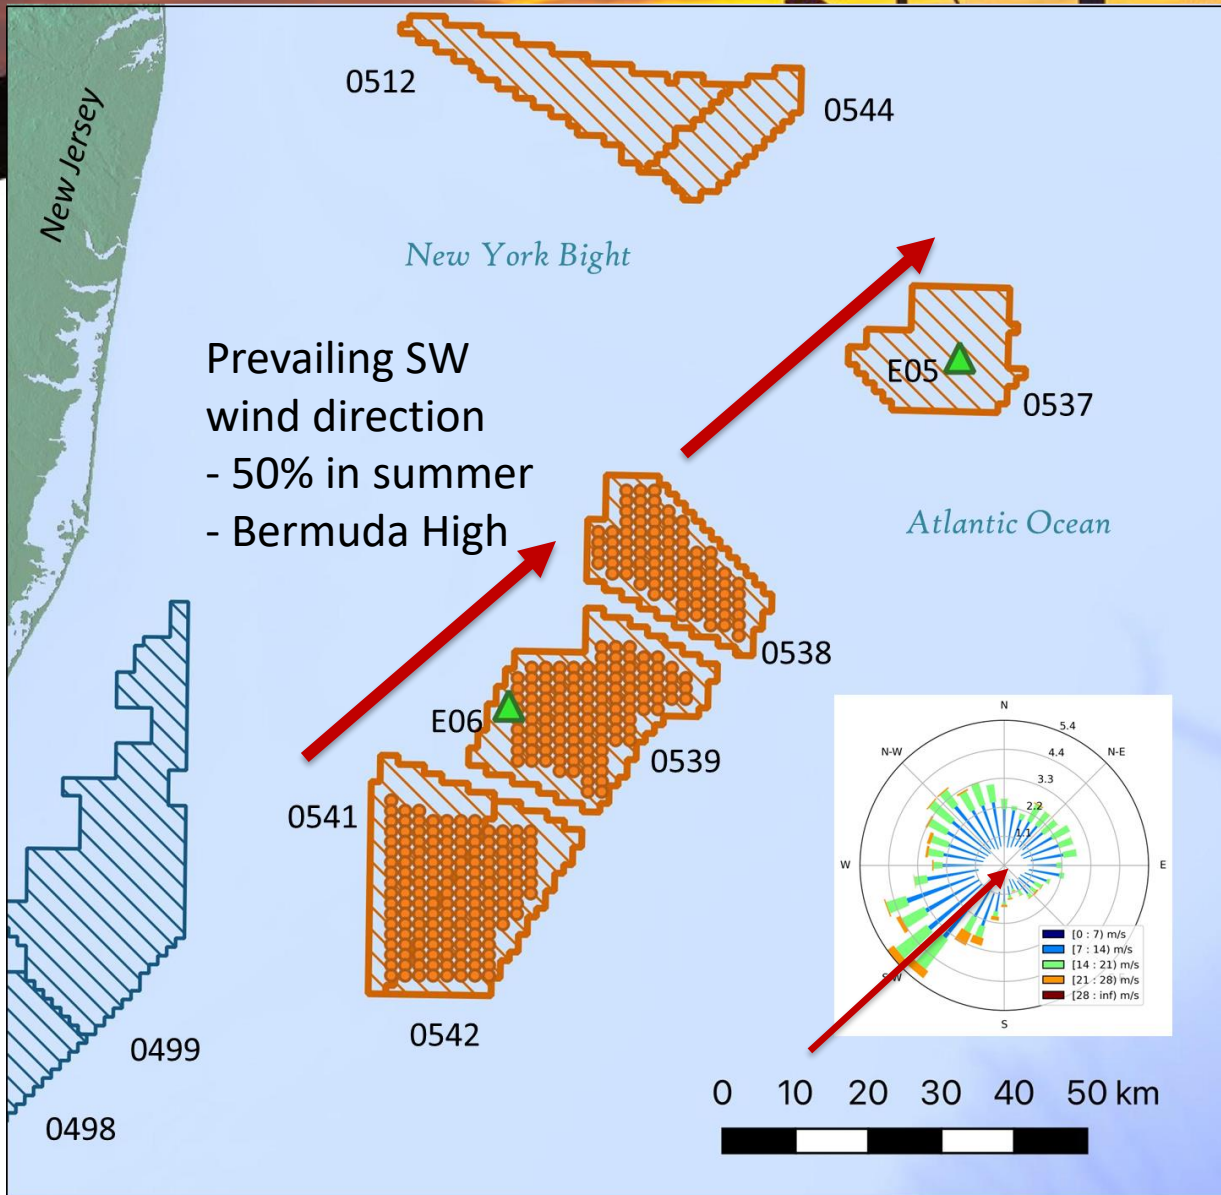 New Jersey
0512
0544
New York Bight
Prevailing SW
wind direction
- 50% in summer
- Bermuda High
E05
0537
Atlantic Ocean
0538
E06
0539
0541
0542
0499
0498
N
N-E
E
S
W
N-W
5.4
4.4
3.3
2.2
1.1
[0 : 7) m/s
[7 : 14) m/s
[14 : 21) m/s
[21 : 28) m/s
[28 : inf) m/s
0 10 20 30 40 50 km